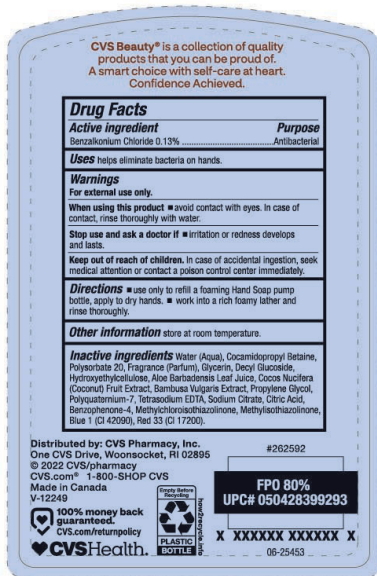 CVS Beauty® is a collection of quality
products that you can be proud of.
A smart choice with self-care at heart.
Confidence Achieved.
Drug Facts
Active ingredient Purpose
Benzalkonium Chloride 0.13% ........................................Antibacterial
Uses helps eliminate bacteria on hands.
Warnings
For external use only.
When using this product ■ avoid contact with eyes. In case of
contact, rinse thoroughly with water.
Stop use and ask a doctor if ■ irritation or redness develops
and lasts.
Keep out of reach of children. In case of accidental ingestion, seek
medical attention or contact a poison control center immediately.
Directions ■ use only to refill a foaming Hand Soap pump
bottle, apply to dry hands. ■ work into a rich foamy lather and
rinse thoroughly.
Other information store at room temperature.
Inactive ingredients Water (Aqua), Cocamidopropyl Betaine,
Polysorbate 20, Fragrance (Parfum), Glycerin, Decyl Glucoside,
Hydroxyethylcellulose, Aloe Barbadensis Leaf Juice, Cocos Nucifera
(Coconut) Fruit Extract, Bambusa Vulgaris Extract, Propylene Glycol,
Polyquaternium-7, Tetrasodium EDTA, Sodium Citrate, Citric Acid,
Benzophenone-4, Methylchloroisothiazolinone, Methylisothiazolinone,
Blue 1 (CI 42090), Red 33 (CI 17200).
Distributed by: CVS Pharmacy, Inc.
One CVS Drive, Woonsocket, RI 02895
© 2022 CVS/pharmacy
CVS.com® 1-800-SHOP CVS
Made in Canada
V-12249
100% money back
guaranteed.
CVS.com/returnpolicy
CVSHealth.
Empty Before
Recycling
PLASTIC
BOTTLE
how2recycle.info
#262592
FPO 80%
UPC# 050428399293
X XXXXXX XXXXXX X
06-25453